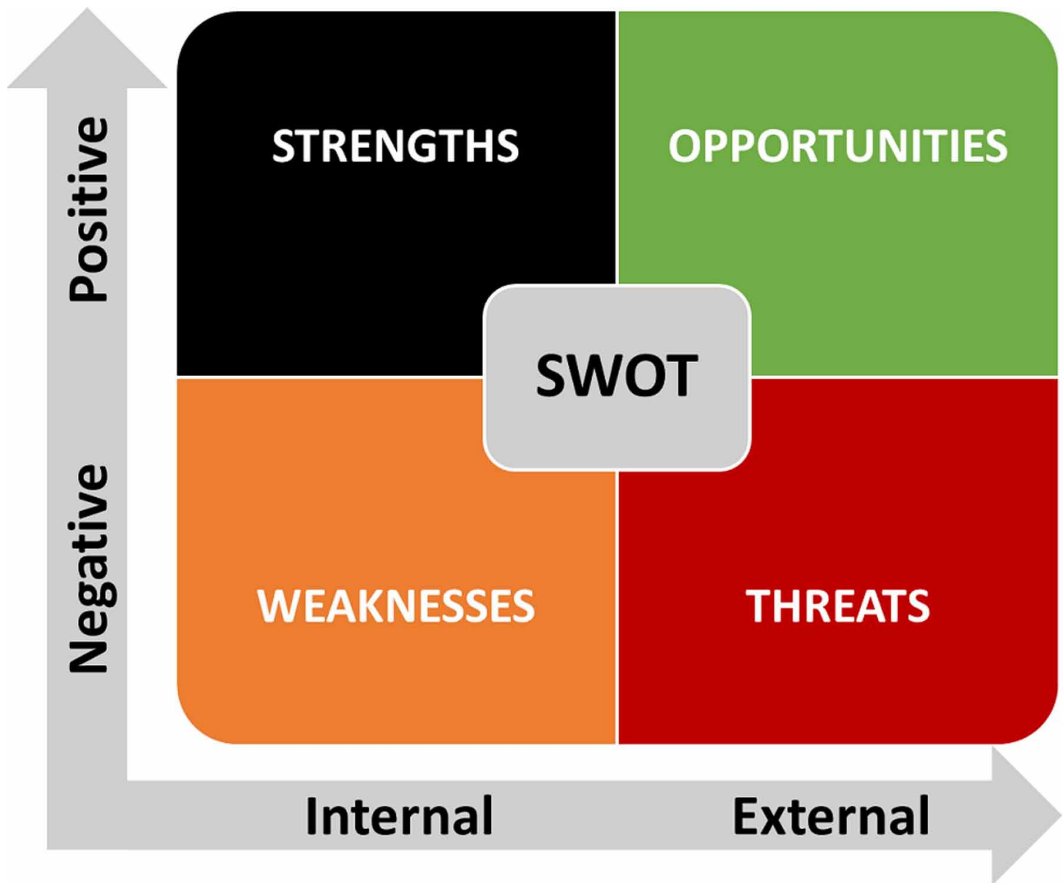 STRENGTHS
OPPORTUNITIES
Positive
SWOT
Negative
WEAKNESSES
THREATS
Internal
External